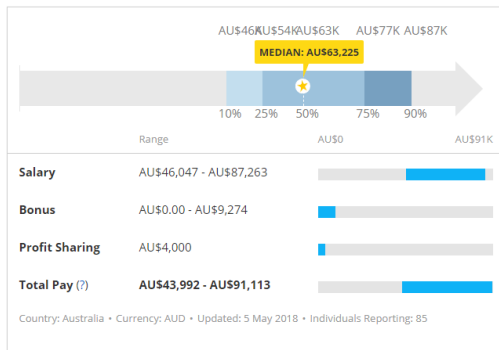 AU$46K AU$54K AU$63K AU$77K AU$87K
MEDIAN: AU$63,225
10% 25% 50% 75% 90%
Range AU$0 AU$91K
Salary AU$46,047 - AU$87,263
Bonus AU$0.00 - AU$9,274
Profit Sharing AU$4,000
Total Pay (?) AU$43,992 - AU$91,113
Country: Australia • Currency: AUD • Updated: 5 May 2018 • Individuals Reporting: 85